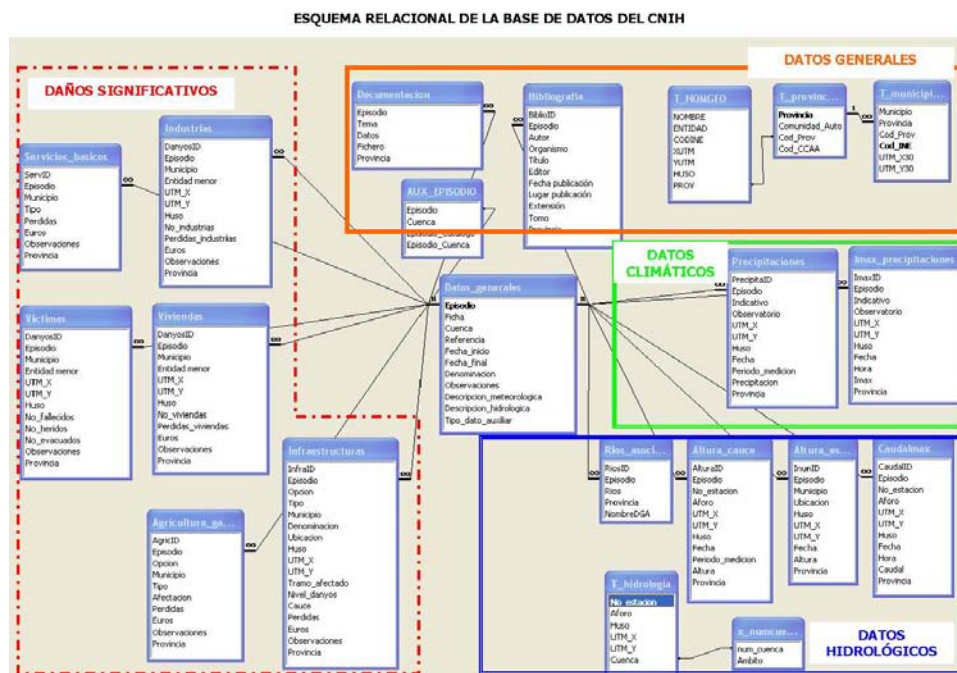 ESQUEMA RELACIONAL DE LA BASE DE DATOS DEL CNIH
DAÑOS SIGNIFICATIVOS
Servicios_basicos
ServID
Episodio
Municipio
Tipo
Perdidas
Euros
Observaciones
Provincia
Industrias
DanyosID
Episodio
Municipio
Entidad menor
UTM_X
UTM_Y
Huso
No_industrias
Perdidas_industrias
Euros
Observaciones
Provincia
Victimas
DanyosID
Episodio
Municipio
Entidad menor
UTM_X
UTM_Y
Huso
No_fallecidos
No_heridos
No_evacuados
Observaciones
Provincia
Viviendas
DanyosID
Episodio
Municipio
Entidad menor
UTM_X
UTM_Y
Huso
No_viviendas
Perdidas_viviendas
Euros
Observaciones
Provincia
Agricultura_ga...
AgricID
Episodio
Opcion
Municipio
Tipo
Afectacion
Perdidas
Euros
Observaciones
Provincia
Infraestructuras
InfraID
Episodio
Opcion
Tipo
Municipio
Denominacion
Ubicacion
Huso
UTM_X
UTM_Y
Tramo_afectado
Nivel_danyos
Cauce
Perdidas
Euros
Observaciones
Provincia
DATOS GENERALES
Documentacion
Episodio
Tema
Datos
Fichero
Provincia
AUX_EPISODIO
Episodio
Cuenca
Episodio_Catalogo
Episodio_Cuenca
Bibliografia
BiblioID
Episodio
Autor
Organismo
Título
Editor
Fecha publicación
Lugar publicación
Extensión
Tomo
Provincia
T_NOMGEO
NOMBRE
ENTIDAD
CODINE
XUTM
YUTM
HUSO
PROV
T_provinc...
Provincia
Comunidad_Auto
Cod_Prov
Cod_CCAA
T_municipi...
Municipio
Provincia
Cod_Prov
Cod_INE
UTM_X30
UTM_Y30
Datos_generales
Episodio
Ficha
Cuenca
Referencia
Fecha_inicio
Fecha_final
Denominacion
Observaciones
Descripcion_meteorologica
Descripcion_hidrologica
Tipo_dato_auxiliar
DATOS
CLIMÁTICOS
Precipitaciones
PrecipitaID
Episodio
Indicativo
Observatorio
UTM_X
UTM_Y
Huso
Fecha
Periodo_medicion
Precipitacion
Provincia
Imax_precipitaciones
ImaxID
Episodio
Indicativo
Observatorio
UTM_X
UTM_Y
Huso
Fecha
Hora
Imax
Provincia
Rios_asoci...
RiosID
Episodio
Rios
Provincia
NombreDGA
Altura_cauce
AlturaID
Episodio
No_estacion
Aforo
UTM_X
UTM_Y
Huso
Fecha
Periodo_medicion
Altura
Provincia
Altura_es...
InunID
Episodio
Municipio
Ubicacion
Huso
UTM_X
UTM_Y
Fecha
Altura
Provincia
Caudalmax
CaudalID
Episodio
No_estacion
Aforo
UTM_X
UTM_Y
Huso
Fecha
Hora
Caudal
Provincia
T_hidrologia
No_estacion
Aforo
Huso
UTM_X
UTM_Y
Cuenca
x_numcue...
num_cuenca
Ambito
DATOS
HIDROLÓGICOS